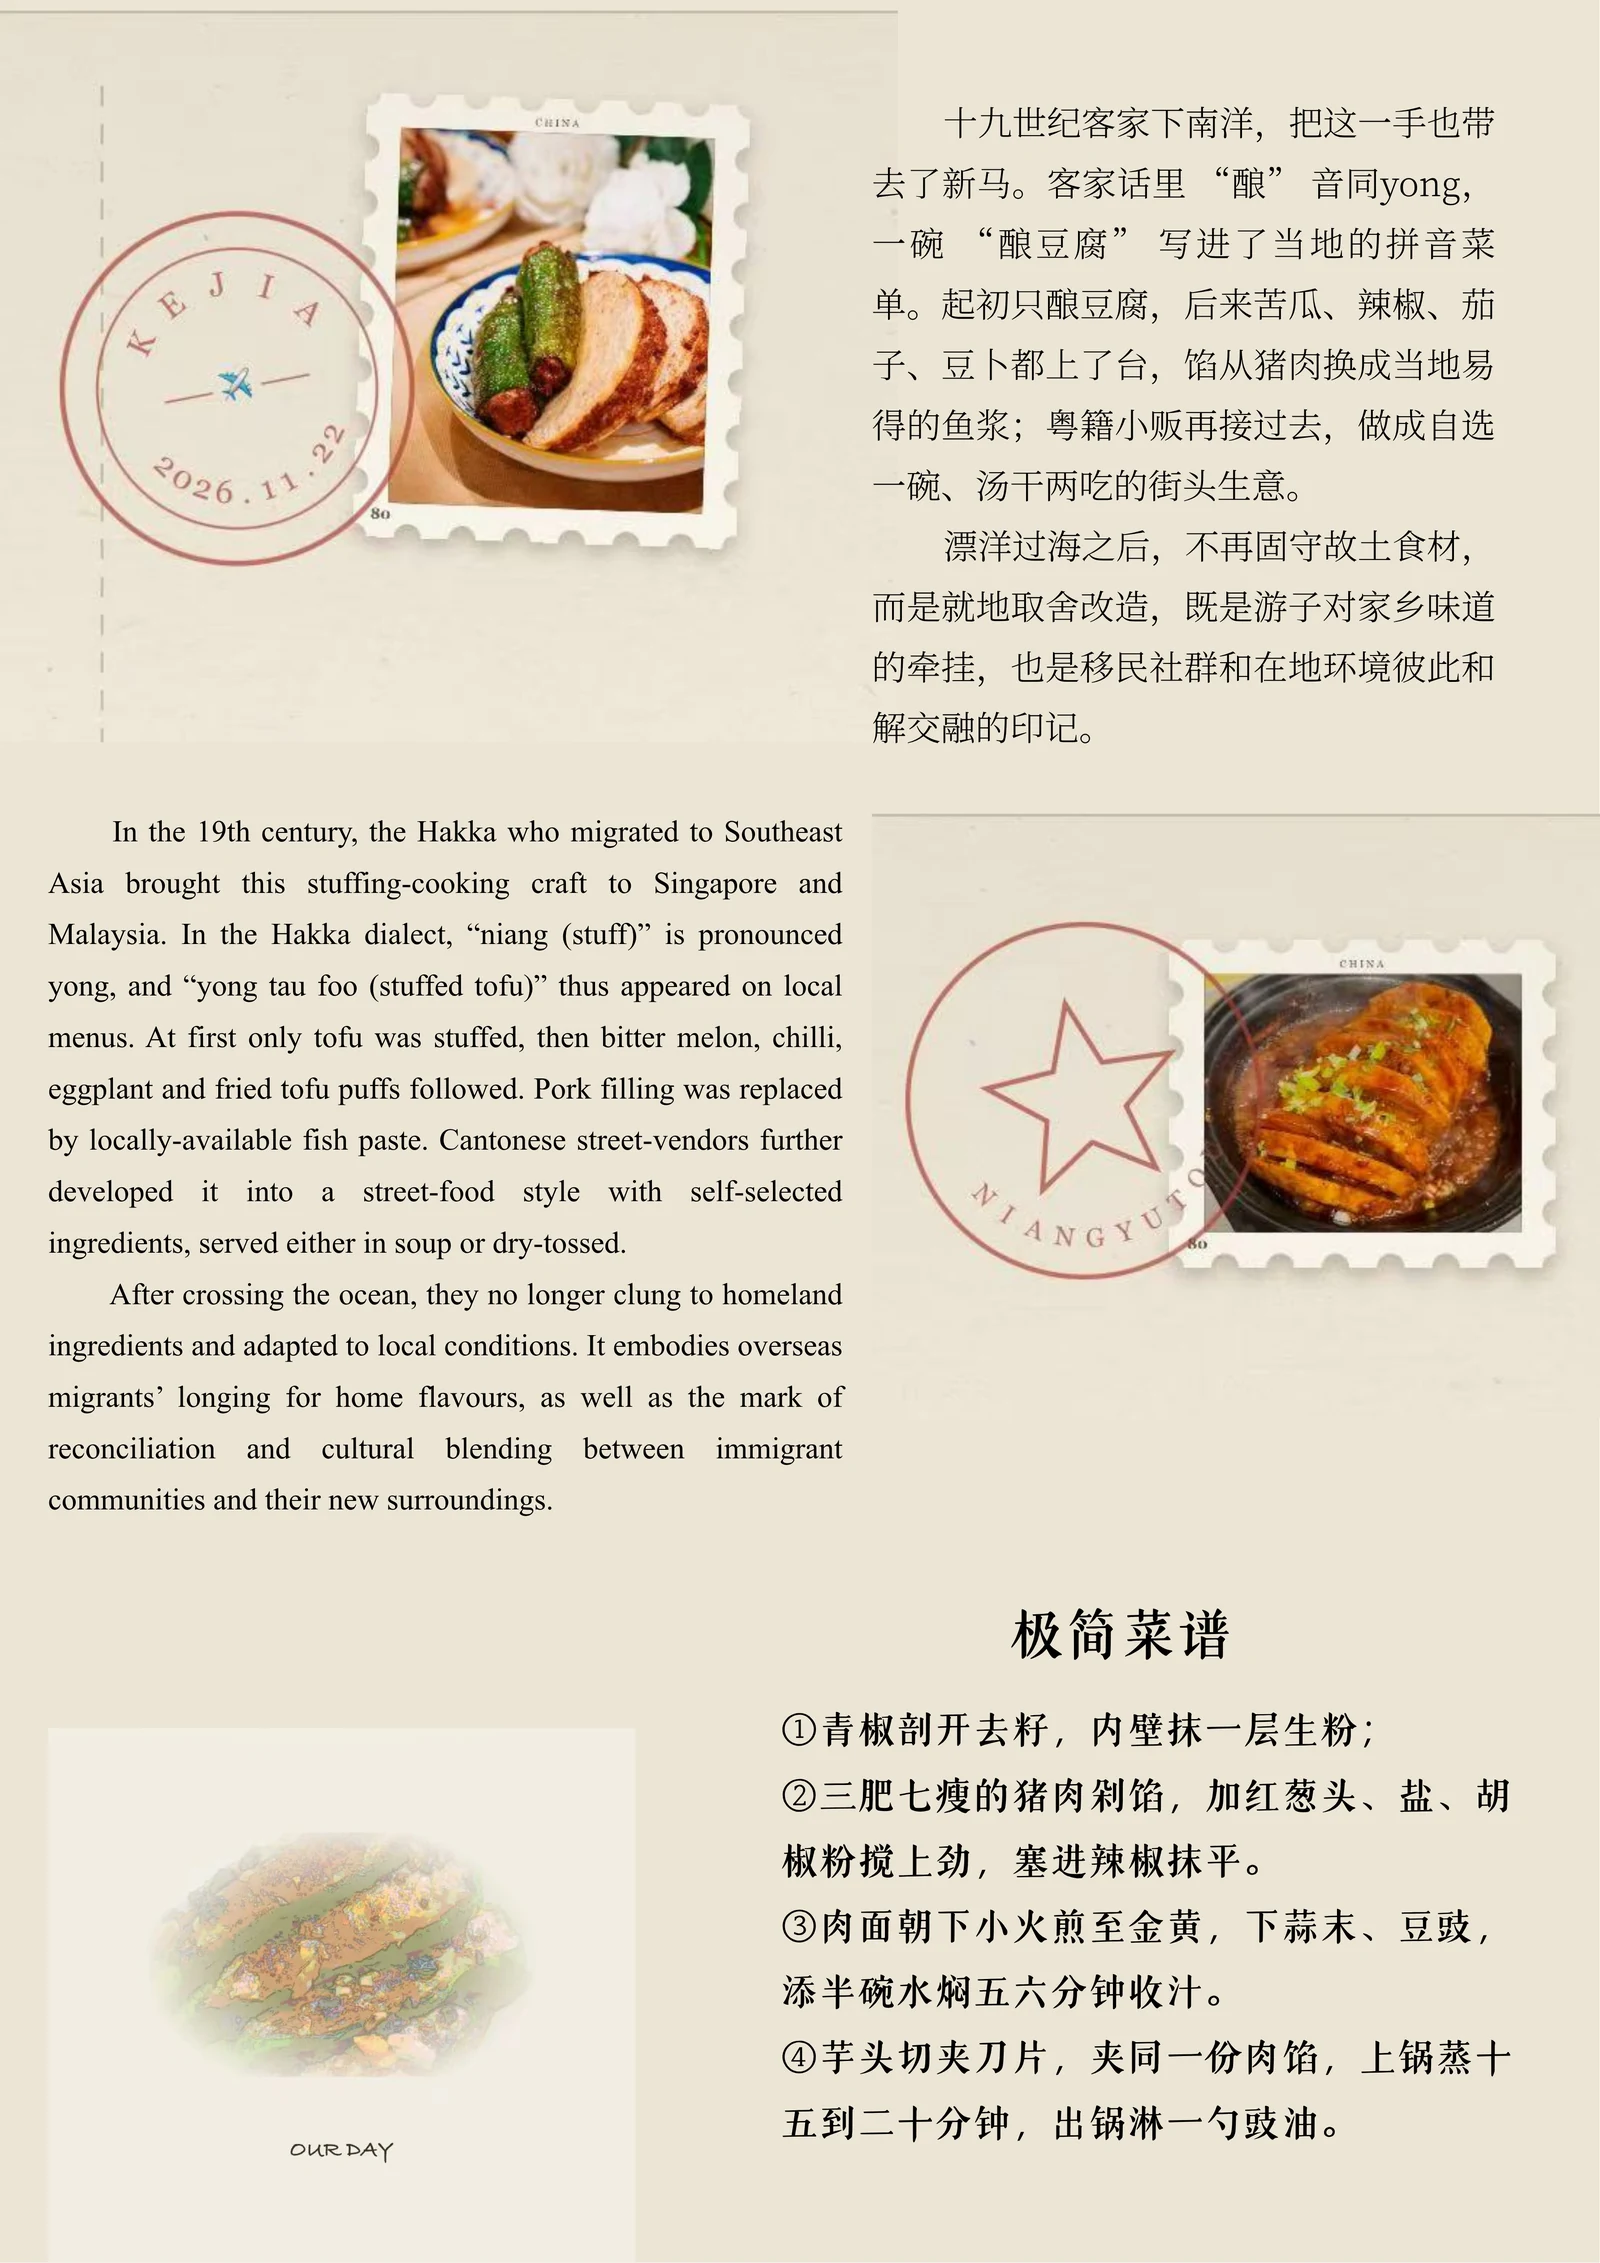 CHINA
KEJIA
2026.11.22
80
十九世纪客家下南洋，把这一手也带
去了新马。客家话里“酿”音同yong，
一碗“酿豆腐”写进了当地的拼音菜
单。起初只酿豆腐，后来苦瓜、辣椒、茄
子、豆卜都上了台，馅从猪肉换成当地易
得的鱼浆；粤籍小贩再接过去，做成自选
一碗、汤干两吃的街头生意。
漂洋过海之后，不再固守故土食材，
而是就地取舍改造，既是游子对家乡味道
的牵挂，也是移民社群和在地环境彼此和
解交融的印记。
In the 19th century, the Hakka who migrated to Southeast
Asia brought this stuffing-cooking craft to Singapore and
Malaysia. In the Hakka dialect, “niang (stuff)” is pronounced
yong, and “yong tau foo (stuffed tofu)” thus appeared on local
menus. At first only tofu was stuffed, then bitter melon, chilli,
eggplant and fried tofu puffs followed. Pork filling was replaced
by locally-available fish paste. Cantonese street-vendors further
developed it into a street-food style with self-selected
ingredients, served either in soup or dry-tossed.
After crossing the ocean, they no longer clung to homeland
ingredients and adapted to local conditions. It embodies overseas
migrants’ longing for home flavours, as well as the mark of
reconciliation and cultural blending between immigrant
communities and their new surroundings.
CHINA
80
极简菜谱
①青椒剖开去籽，内壁抹一层生粉；
②三肥七瘦的猪肉剁馅，加红葱头、盐、胡
椒粉搅上劲，塞进辣椒抹平。
③肉面朝下小火煎至金黄，下蒜末、豆豉，
添半碗水焖五六分钟收汁。
④芋头切夹刀片，夹同一份肉馅，上锅蒸十
五到二十分钟，出锅淋一勺豉油。
OUR DAY